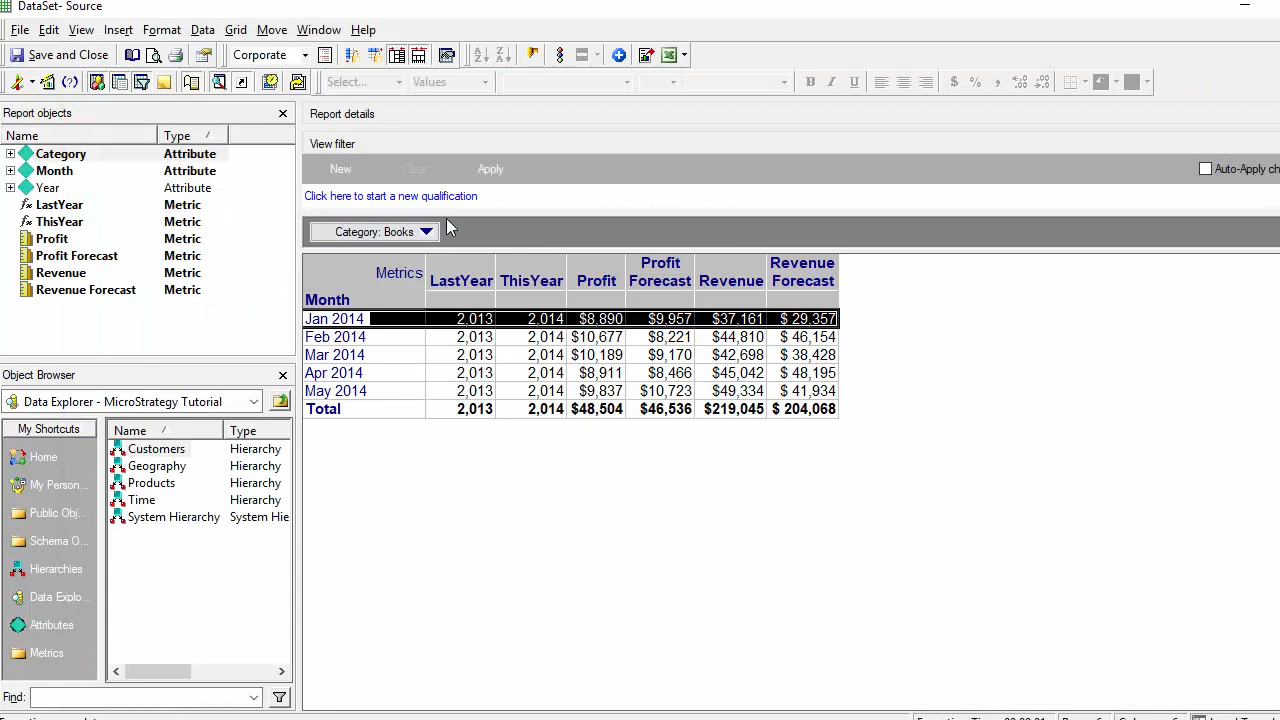 DataSet- Source
File Edit View Insert Format Data Grid Move Window Help
Save and Close Corporate
Select... Values B I U $ % ,
Report objects
Name Type
Category Attribute
Month Attribute
Year Attribute
LastYear Metric
ThisYear Metric
Profit Metric
Profit Forecast Metric
Revenue Metric
Revenue Forecast Metric
Report details
View filter
New Clear Apply Auto-Apply ch
Click here to start a new qualification
Category: Books
Metrics LastYear ThisYear Profit Profit Forecast Revenue Revenue Forecast
Month
Jan 2014 2,013 2,014 $8,890 $9,957 $37,161 $ 29,357
Feb 2014 2,013 2,014 $10,677 $8,221 $44,810 $ 46,154
Mar 2014 2,013 2,014 $10,189 $9,170 $42,698 $ 38,428
Apr 2014 2,013 2,014 $8,911 $8,466 $45,042 $ 48,195
May 2014 2,013 2,014 $9,837 $10,723 $49,334 $ 41,934
Total 2,013 2,014 $48,504 $46,536 $219,045 $ 204,068
Object Browser
Data Explorer - MicroStrategy Tutorial
My Shortcuts
Home
My Person...
Public Obj...
Schema O...
Hierarchies
Data Explo...
Attributes
Metrics
Name Type
Customers Hierarchy
Geography Hierarchy
Products Hierarchy
Time Hierarchy
System Hierarchy System Hie
Find: